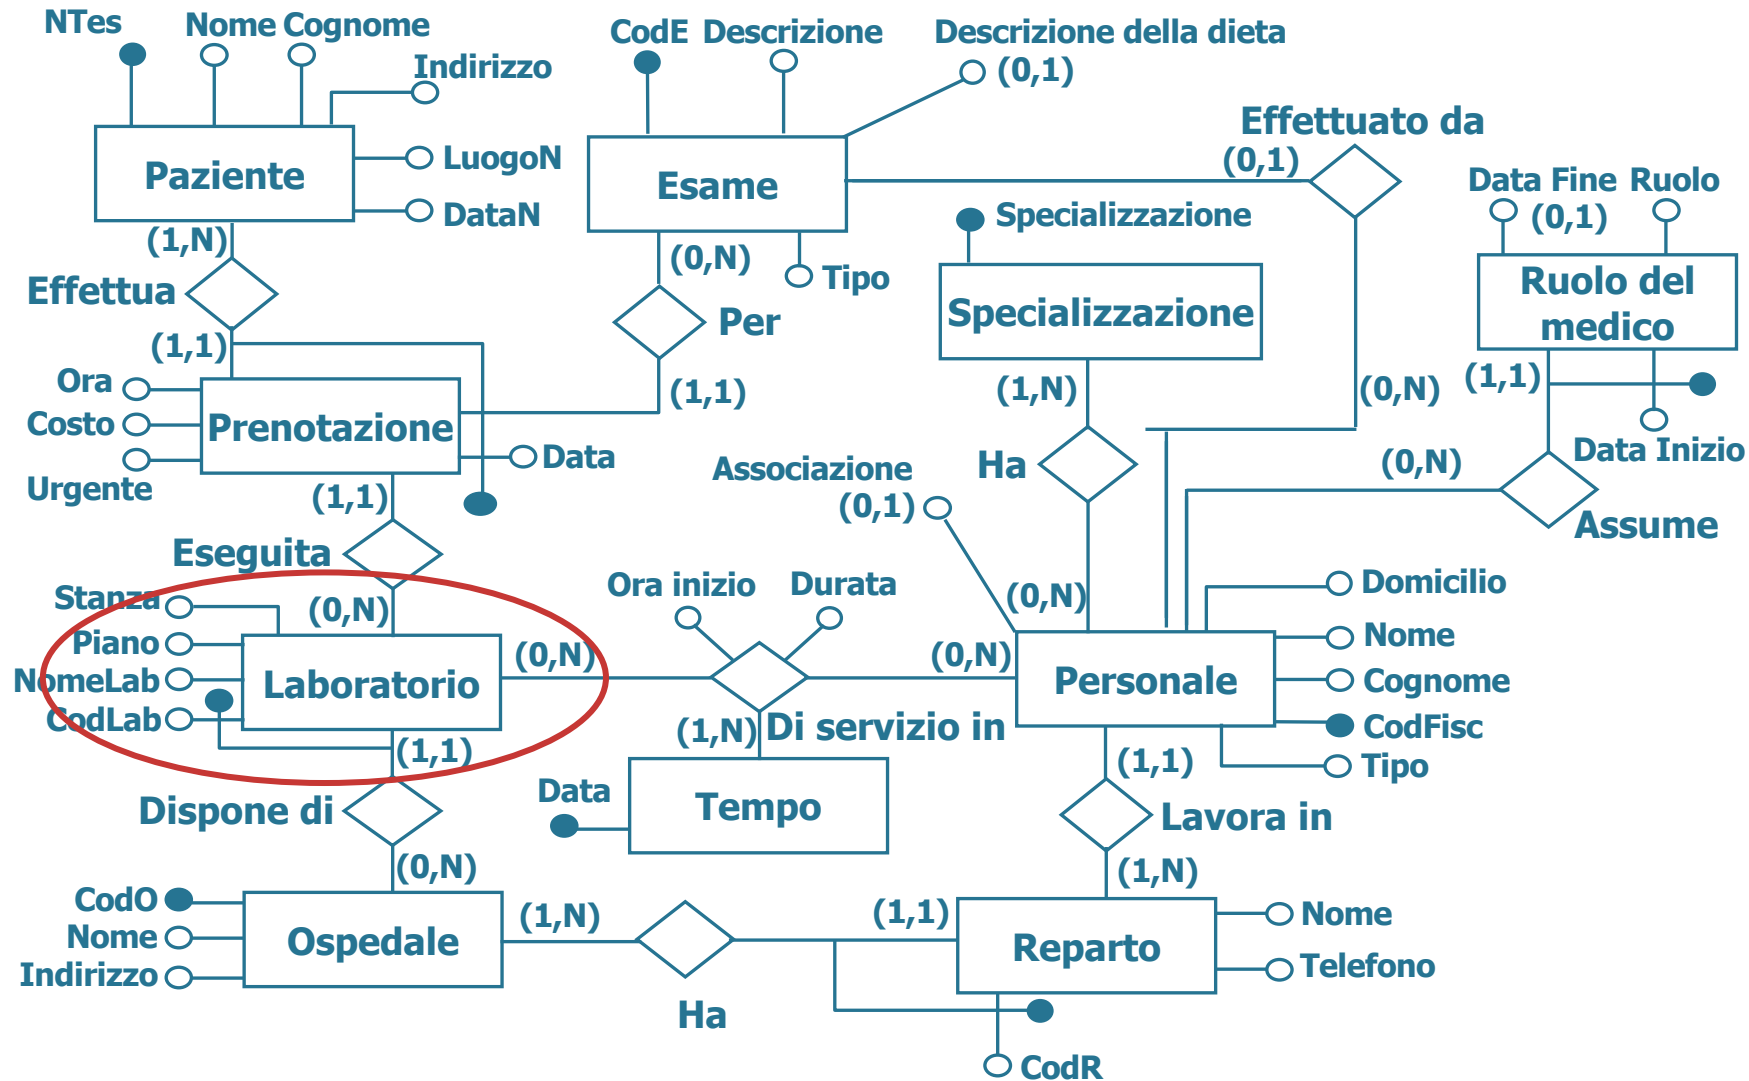 NTes
Nome Cognome
Indirizzo
Paziente
LuogoN
DataN
(1,N)
Effettua
(1,1)
CodE Descrizione
Descrizione della dieta
(0,1)
Esame
(0,N)
Tipo
Per
(1,1)
Effettuato da
(0,1)
(0,N)
Specializzazione
Specializzazione
(1,N)
Ha
(0,N)
Data Fine Ruolo
(0,1)
Ruolo del
medico
(1,1)
Data Inizio
(0,N)
Assume
Ora
Costo
Urgente
Prenotazione
Data
(1,1)
Eseguita
(0,N)
Stanza
Piano
NomeLab
CodLab
Laboratorio
(0,N)
(1,1)
Dispone di
(0,N)
Associazione
(0,1)
Ora inizio
Durata
(0,N)
Di servizio in
(1,N)
Data
Tempo
Personale
Domicilio
Nome
Cognome
CodFisc
Tipo
(1,1)
Lavora in
(1,N)
CodO
Nome
Indirizzo
Ospedale
(1,N)
Ha
(1,1)
Reparto
Nome
Telefono
CodR